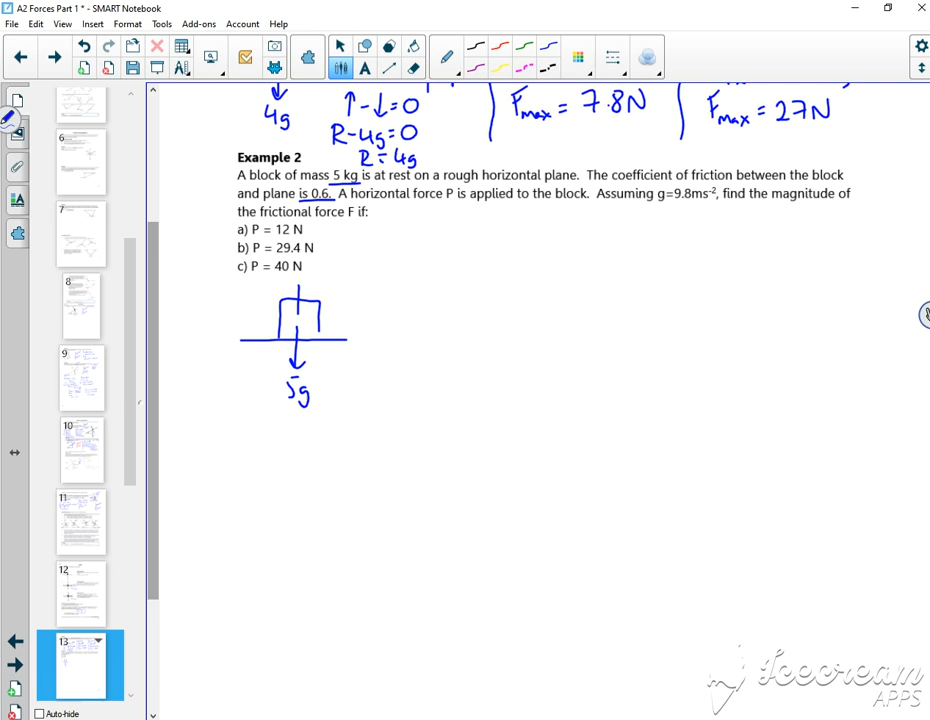 A2 Forces Part 1 * - SMART Notebook
File Edit View Insert Format Tools Add-ons Account Help
4g
↑-↓=0
R-4g=0
R=4g
Fmax = 7.8N
Fmax = 27N
Example 2
A block of mass 5 kg is at rest on a rough horizontal plane. The coefficient of friction between the block
and plane is 0.6. A horizontal force P is applied to the block. Assuming g=9.8ms-2, find the magnitude of
the frictional force F if:
a) P = 12 N
b) P = 29.4 N
c) P = 40 N
5g
6
7
8
9
10
11
12
13
Auto-hide
Icecream
APPS